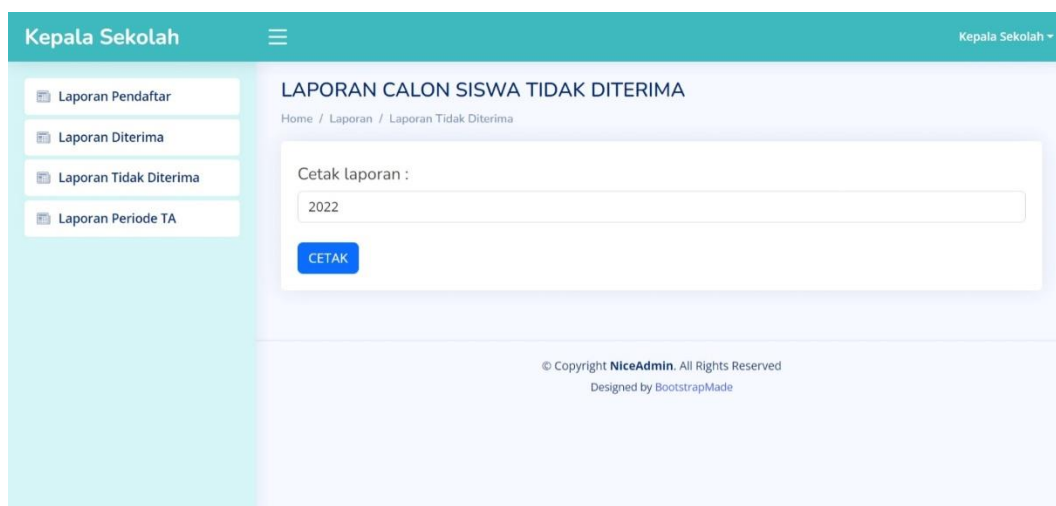 Kepala Sekolah
Kepala Sekolah
Laporan Pendaftar
Laporan Diterima
Laporan Tidak Diterima
Laporan Periode TA
LAPORAN CALON SISWA TIDAK DITERIMA
Home / Laporan / Laporan Tidak Diterima
Cetak laporan :
2022
CETAK
© Copyright NiceAdmin. All Rights Reserved
Designed by BootstrapMade